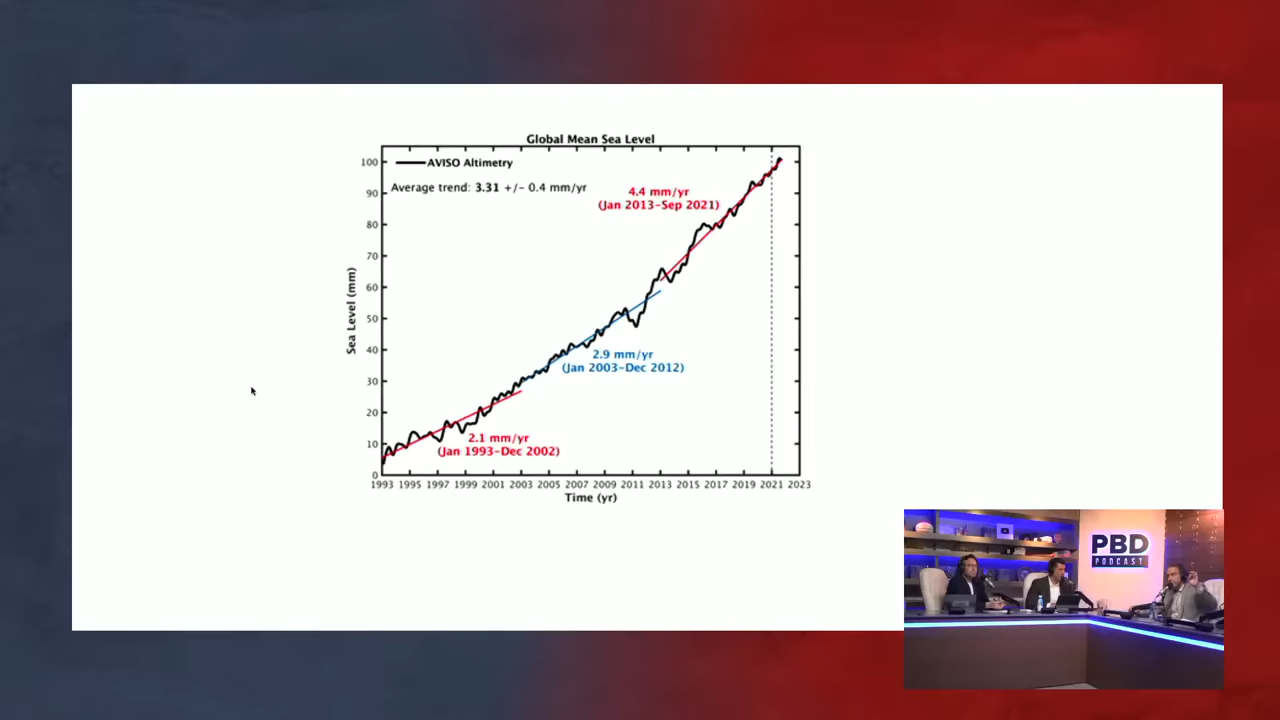 Global Mean Sea Level
AVISO Altimetry
Average trend: 3.31 +/- 0.4 mm/yr
4.4 mm/yr
(Jan 2013-Sep 2021)
2.9 mm/yr
(Jan 2003-Dec 2012)
2.1 mm/yr
(Jan 1993-Dec 2002)
Sea Level (mm)
100
90
80
70
60
50
40
30
20
10
0
1993 1995 1997 1999 2001 2003 2005 2007 2009 2011 2013 2015 2017 2019 2021 2023
Time (yr)
PBD
PODCAST